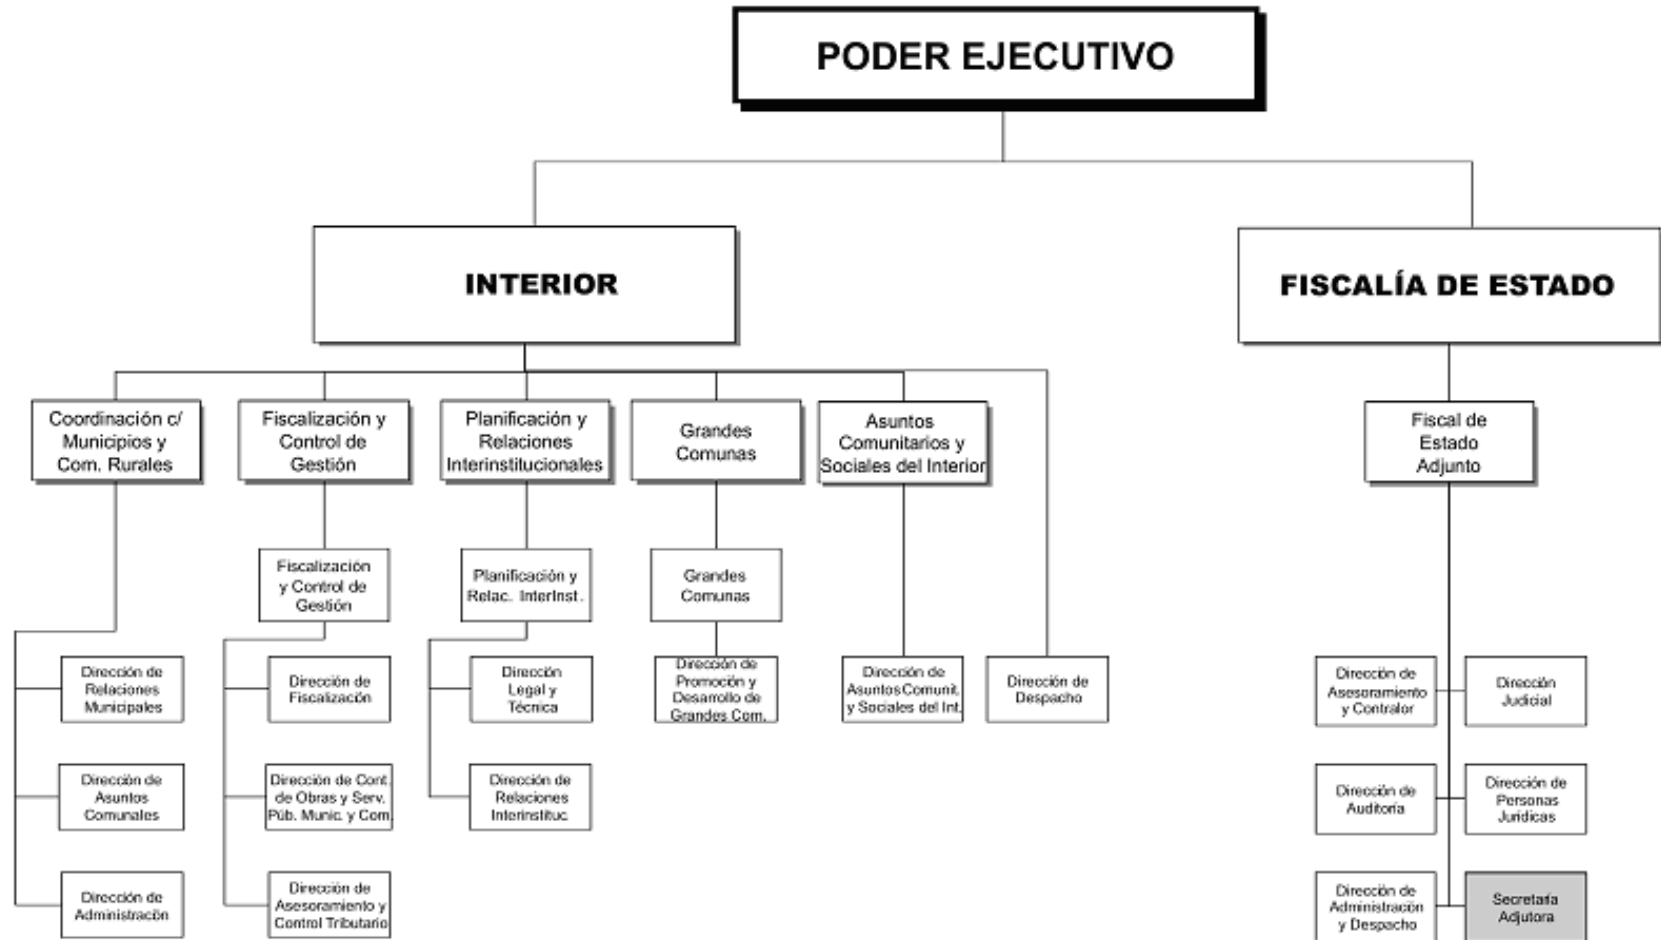 PODER EJECUTIVO
INTERIOR
FISCALÍA DE ESTADO
Coordinación c/
Municipios y
Com. Rurales
Fiscalización y
Control de
Gestión
Planificación y
Relaciones
Interinstitucionales
Grandes
Comunas
Asuntos
Comunitarios y
Sociales del Interior
Fiscal de
Estado
Adjunto
Fiscalización
y Control de
Gestión
Planificación y
Relac. InterInst.
Grandes
Comunas
Dirección de
Relaciones
Municipales
Dirección de
Fiscalización
Dirección
Legal y
Técnica
Dirección de
Promoción y
Desarrollo de
Grandes Com.
Dirección de
Asuntos Comunit.
y Sociales del Int.
Dirección de
Despacho
Dirección de
Asesoramiento
y Contralor
Dirección
Judicial
Dirección de
Asuntos
Comunales
Dirección de Cont.
de Obras y Serv.
Púb. Munic. y Com.
Dirección de
Relaciones
Interinstituc.
Dirección de
Auditoría
Dirección de
Personas
Jurídicas
Dirección de
Administración
Dirección de
Asesoramiento y
Control Tributario
Dirección de
Administración
y Despacho
Secretaría
Adjutora